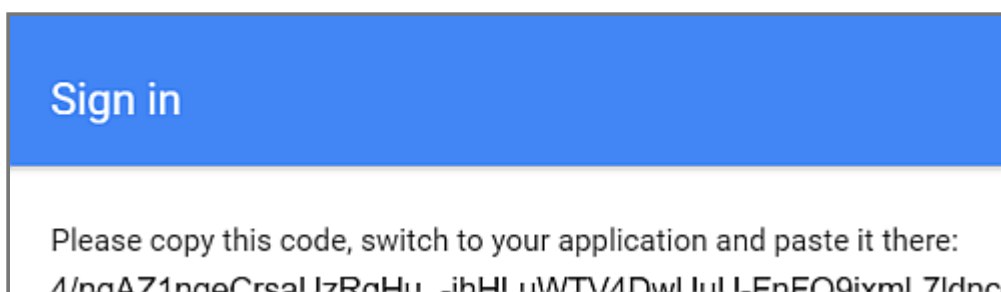 Sign in
Please copy this code, switch to your application and paste it there: